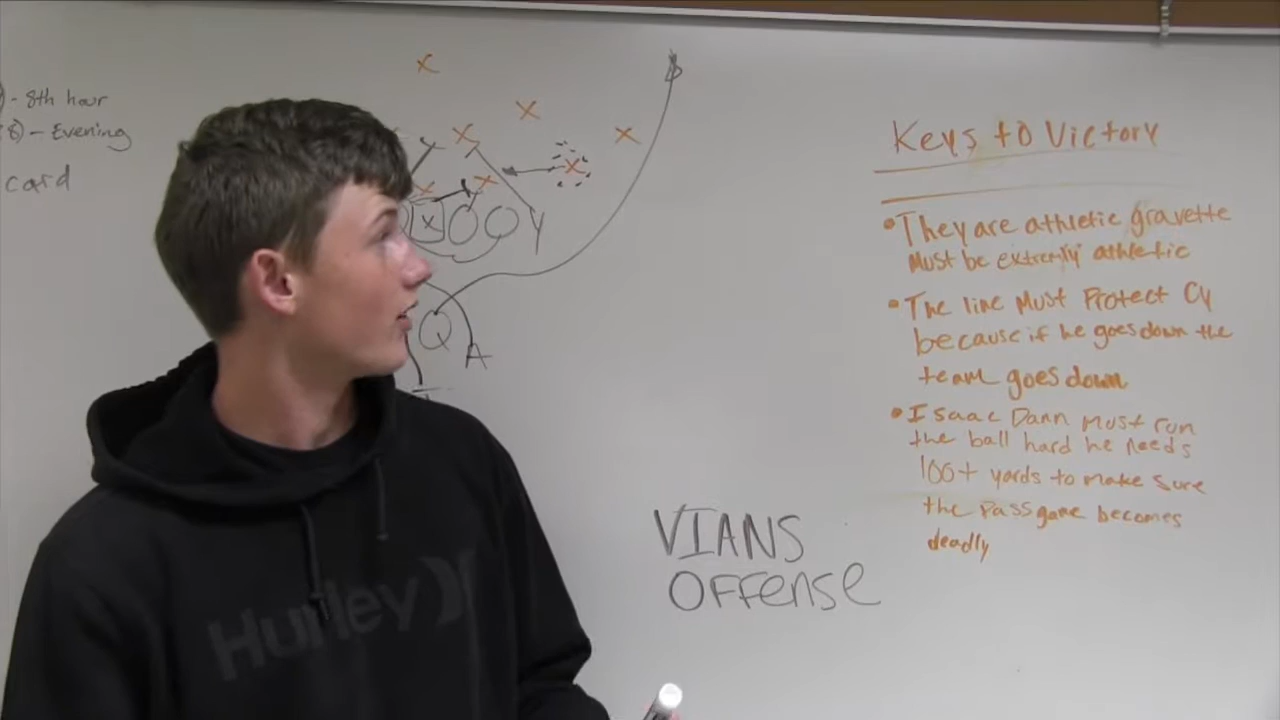 - 8th hour
8) - Evening
card
X
X
X
X
X
X
X
X
X
O
O
Y
Q
A
Keys to Victory
• They are athletic gravette
Must be extremly athletic
• The line Must Protect Cy
because if he goes down the
team goes down
• Isaac Dann Must run
the ball hard he needs
100+ yards to make sure
the Pass game becomes
deadly
VIANS
OFFense
Hurley